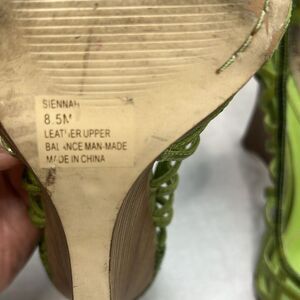 SIENNAH
8.5M
LEATHER UPPER
BALANCE MAN-MADE
MADE IN CHINA